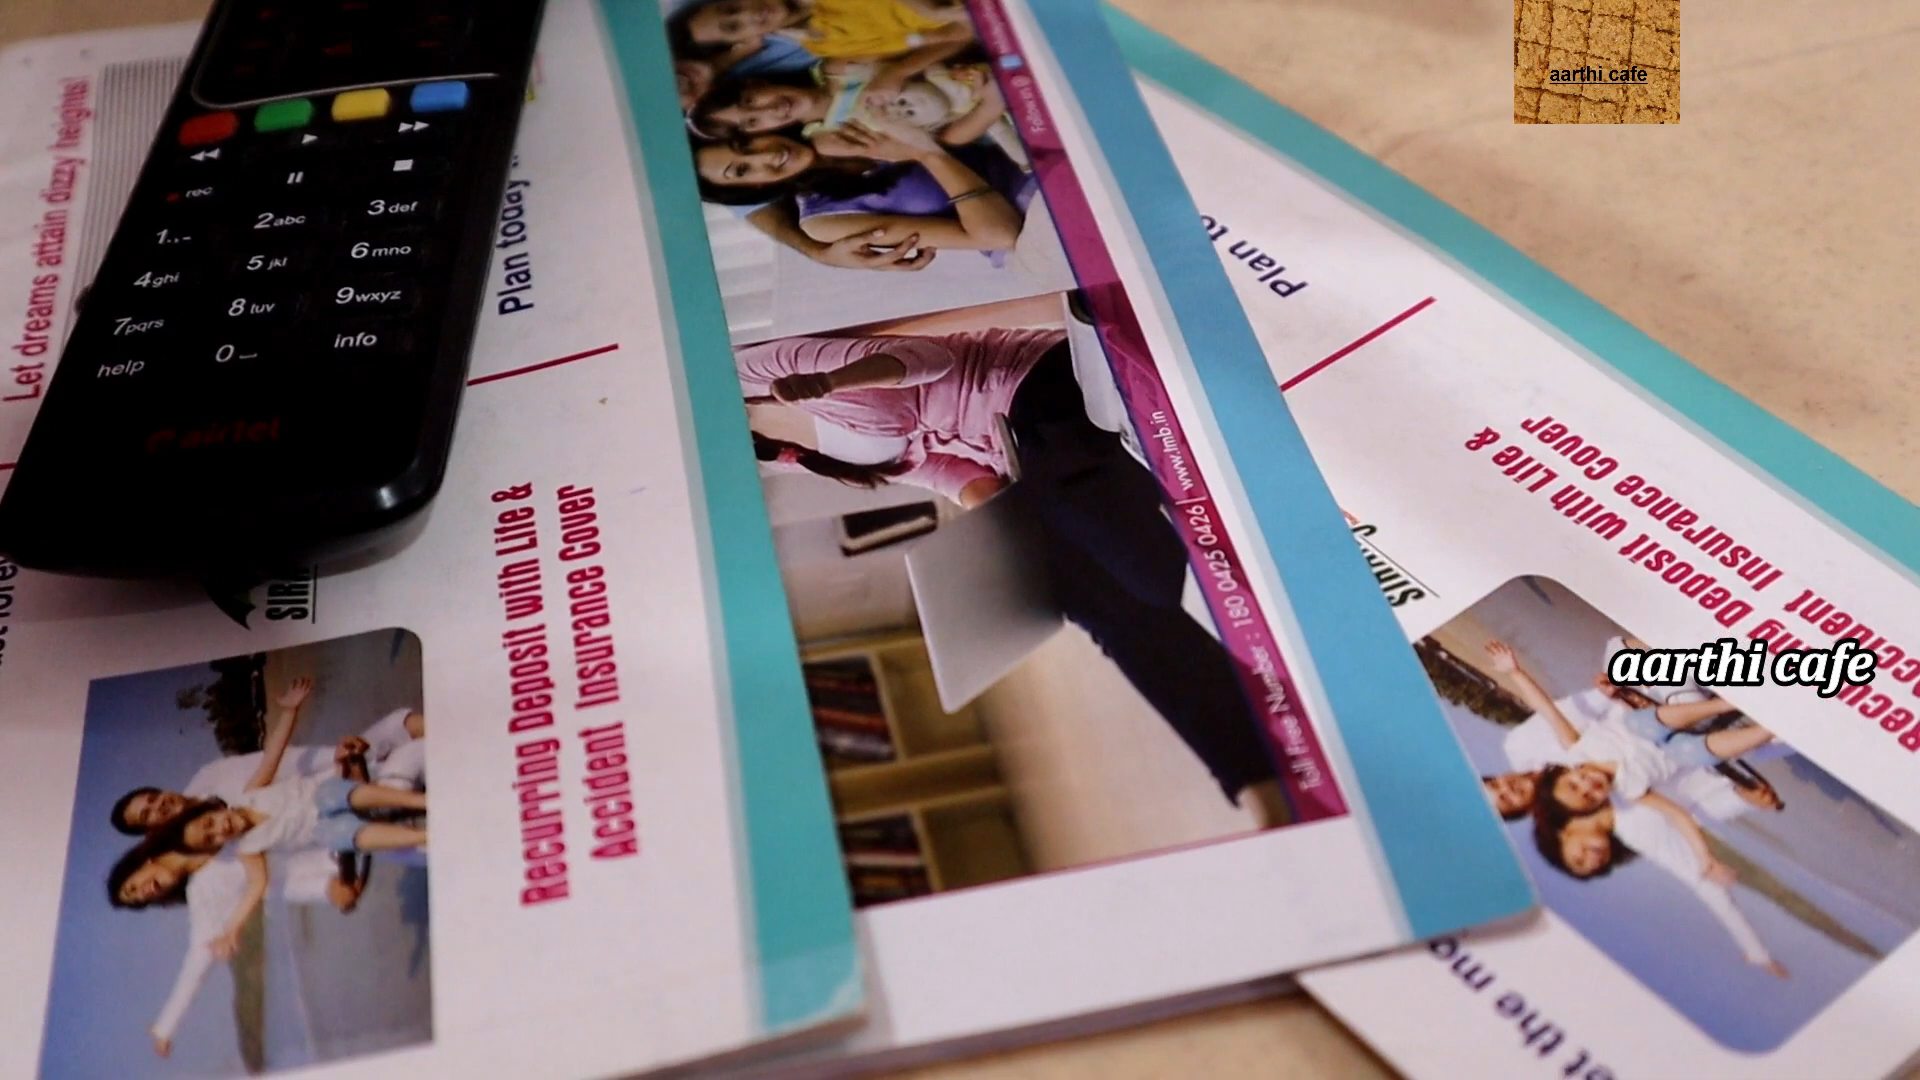 aarthi cafe
Let dreams attain dizzy heights!
rec
1.,-
2abc
3def
4ghi
5jkl
6mno
7pqrs
8tuv
9wxyz
help
0
info
airtel
Plan today
Recurring Deposit with Life &
Accident Insurance Cover
Follow us @
Toll Free Number : 180 0425 0426 | www.tmb.in
Plan to
Recurring Deposit with Life &
Accident Insurance Cover
aarthi cafe